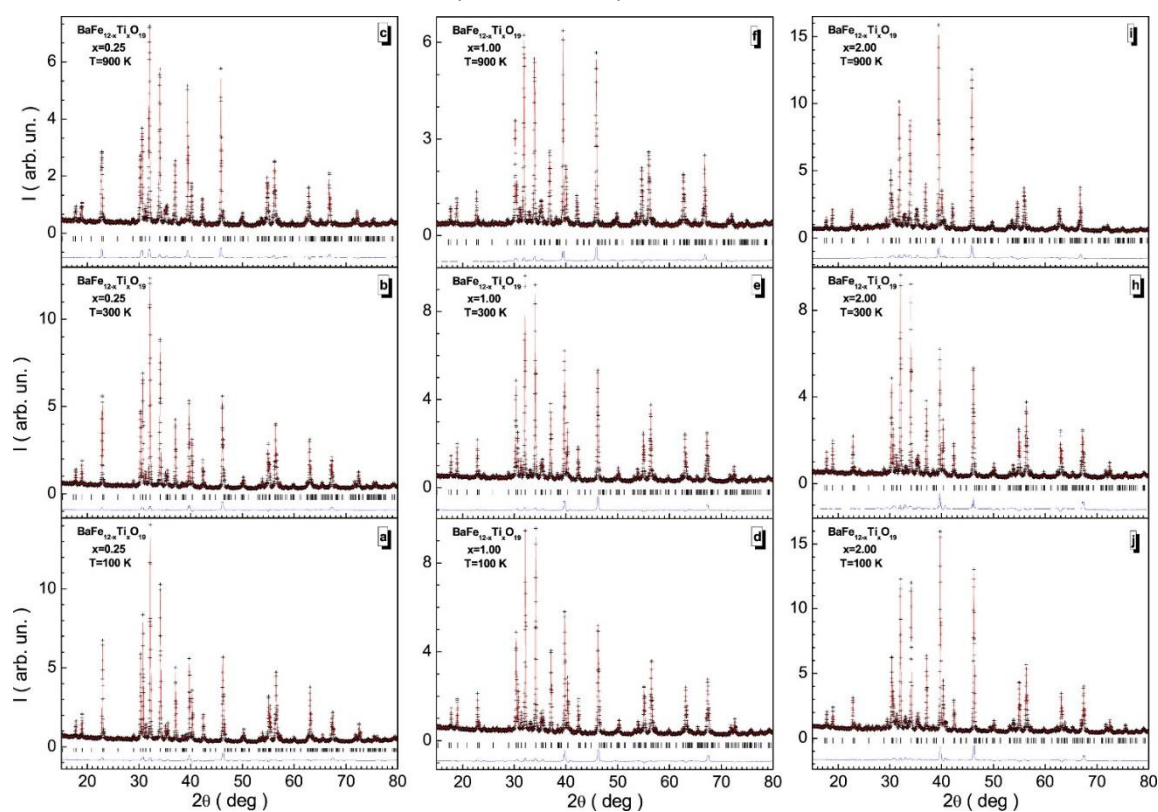 BaFe₁₂₋ₓTiₓO₁₉
x=0.25
T=900 K
c
6
4
2
0
I ( arb. un. )
BaFe₁₂₋ₓTiₓO₁₉
x=1.00
T=900 K
f
6
3
0
BaFe₁₂₋ₓTiₓO₁₉
x=2.00
T=900 K
i
15
10
5
0
BaFe₁₂₋ₓTiₓO₁₉
x=0.25
T=300 K
b
10
5
0
I ( arb. un. )
BaFe₁₂₋ₓTiₓO₁₉
x=1.00
T=300 K
e
8
4
0
BaFe₁₂₋ₓTiₓO₁₉
x=2.00
T=300 K
h
8
4
0
BaFe₁₂₋ₓTiₓO₁₉
x=0.25
T=100 K
a
10
5
0
I ( arb. un. )
20 30 40 50 60 70 80
2θ ( deg )
BaFe₁₂₋ₓTiₓO₁₉
x=1.00
T=100 K
d
8
4
0
20 30 40 50 60 70 80
2θ ( deg )
BaFe₁₂₋ₓTiₓO₁₉
x=2.00
T=100 K
j
15
10
5
0
20 30 40 50 60 70 80
2θ ( deg )